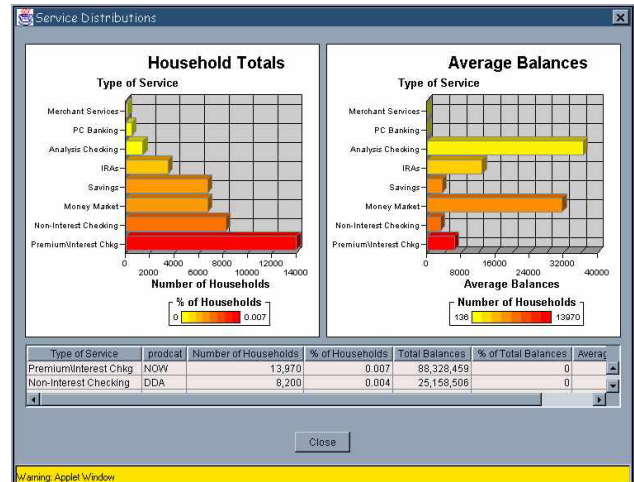 Service Distributions
Household Totals
Type of Service
Merchant Services
PC Banking
Analysis Checking
IRAs
Savings
Money Market
Non-Interest Checking
Premium\Interest Chkg
0 4000 8000 12000
2000 6000 10000 14000
Number of Households
% of Households
0 0.007
Average Balances
Type of Service
Merchant Services
PC Banking
Analysis Checking
IRAs
Savings
Money Market
Non-Interest Checking
Premium\Interest Chkg
0 16000 32000
8000 24000 40000
Average Balances
Number of Households
136 13970
Type of Service prodcat Number of Households % of Households Total Balances % of Total Balances Averag
Premium\Interest Chkg NOW 13,970 0.007 88,328,459 0
Non-Interest Checking DDA 8,200 0.004 25,158,506 0
Close
Warning: Applet Window